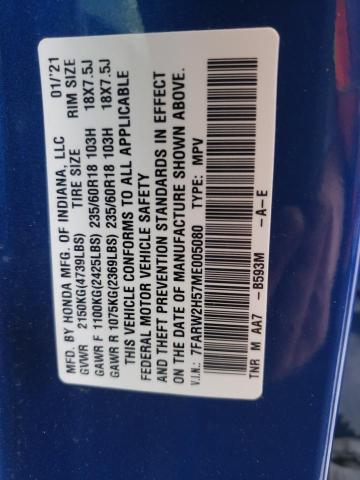 MFD. BY HONDA MFG. OF INDIANA, LLC 01/'21
GVWR 2150KG(4739LBS) TIRE SIZE RIM SIZE
GAWR F 1100KG(2425LBS) 235/60R18 103H 18X7.5J
GAWR R 1075KG(2369LBS) 235/60R18 103H 18X7.5J
THIS VEHICLE CONFORMS TO ALL APPLICABLE
FEDERAL MOTOR VEHICLE SAFETY
AND THEFT PREVENTION STANDARDS IN EFFECT
ON THE DATE OF MANUFACTURE SHOWN ABOVE.
V.I.N.: 7FARW2H57ME005080 TYPE: MPV
TNR M AA7 -B593M -A-E